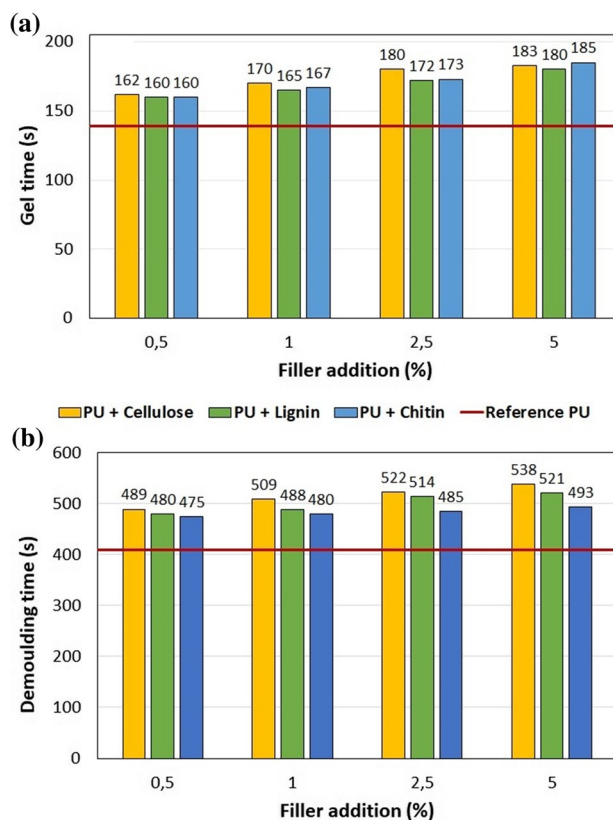 (a)
200
150
100
50
0
Gel time (s)
162 160 160
170 165 167
180 172 173
183 180 185
0,5 1 2,5 5
Filler addition (%)
PU + Cellulose PU + Lignin PU + Chitin Reference PU
(b)
600
500
400
300
200
100
0
Demoulding time (s)
489 480 475
509 488 480
522 514 485
538 521 493
0,5 1 2,5 5
Filler addition (%)